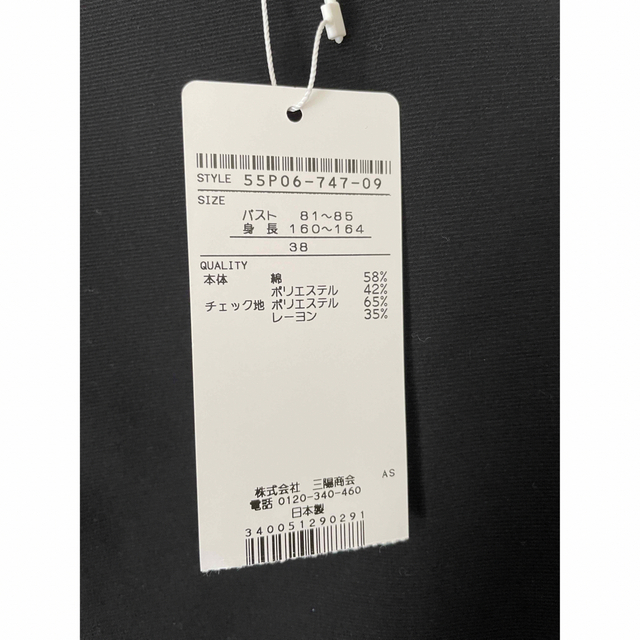 STYLE 55P06-747-09
SIZE
バスト 81～85
身長 160～164
38
QUALITY
本体 綿 58%
ポリエステル 42%
チェック地 ポリエステル 65%
レーヨン 35%
AS
株式会社 三陽商会
電話 0120-340-460
日本製
340051290291